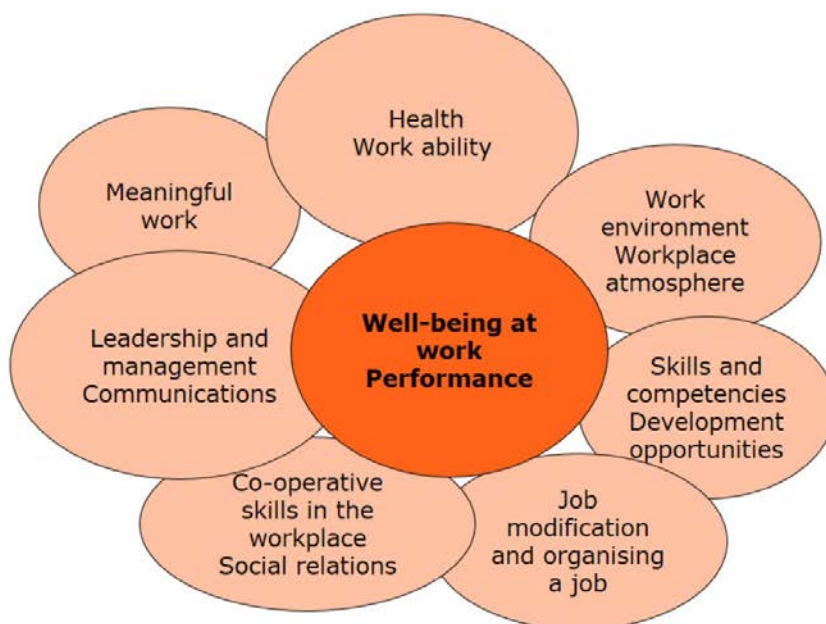 Health
Work ability
Meaningful
work
Work
environment
Workplace
atmosphere
Well-being at
work
Performance
Leadership and
management
Communications
Skills and
competencies
Development
opportunities
Co-operative
skills in the
workplace
Social relations
Job
modification
and organising
a job